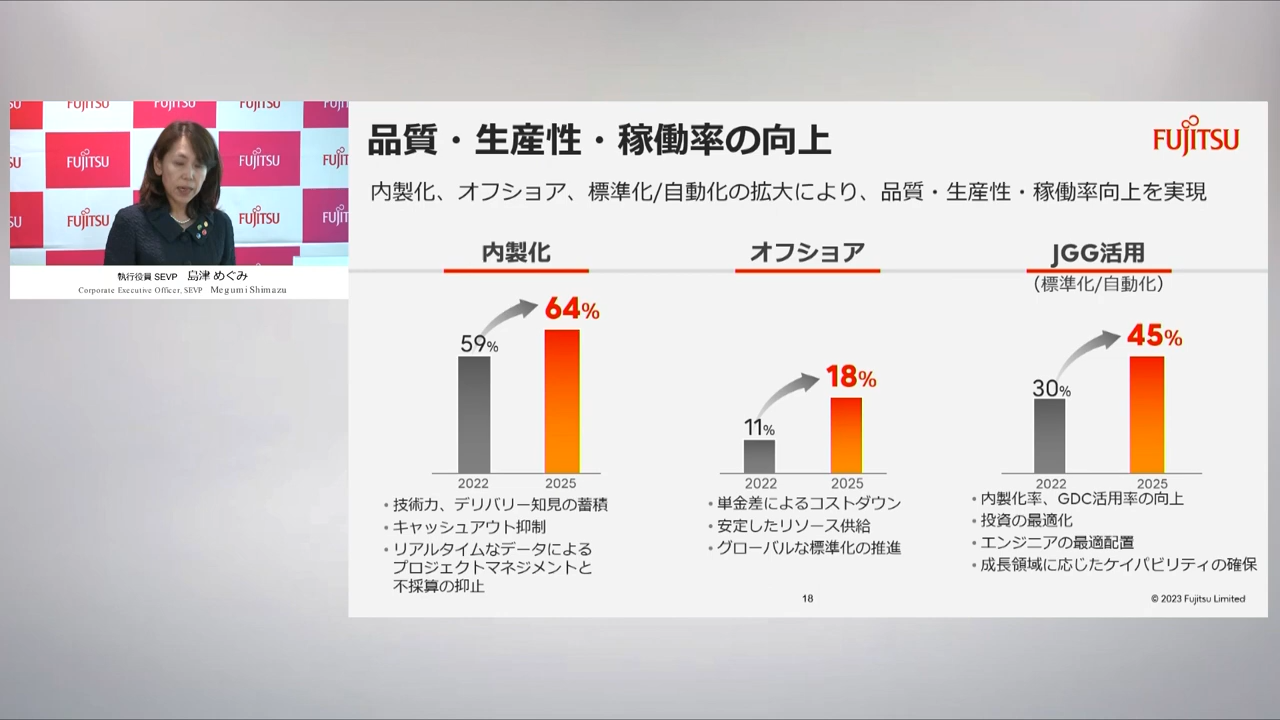 FUJITSU FUJITSU
FUJITSU FUJITSU
FUJITSU FUJITSU
執行役員 SEVP 島津 めぐみ
Corporate Executive Officer, SEVP Megumi Shimazu
品質・生産性・稼働率の向上
FUJITSU
内製化、オフショア、標準化/自動化の拡大により、品質・生産性・稼働率向上を実現
内製化
59%
64%
2022 2025
• 技術力、デリバリー知見の蓄積
• キャッシュアウト抑制
• リアルタイムなデータによる
プロジェクトマネジメントと
不採算の抑止
オフショア
11%
18%
2022 2025
• 単金差によるコストダウン
• 安定したリソース供給
• グローバルな標準化の推進
JGG活用
（標準化/自動化）
30%
45%
2022 2025
• 内製化率、GDC活用率の向上
• 投資の最適化
• エンジニアの最適配置
• 成長領域に応じたケイパビリティの確保
18
© 2023 Fujitsu Limited